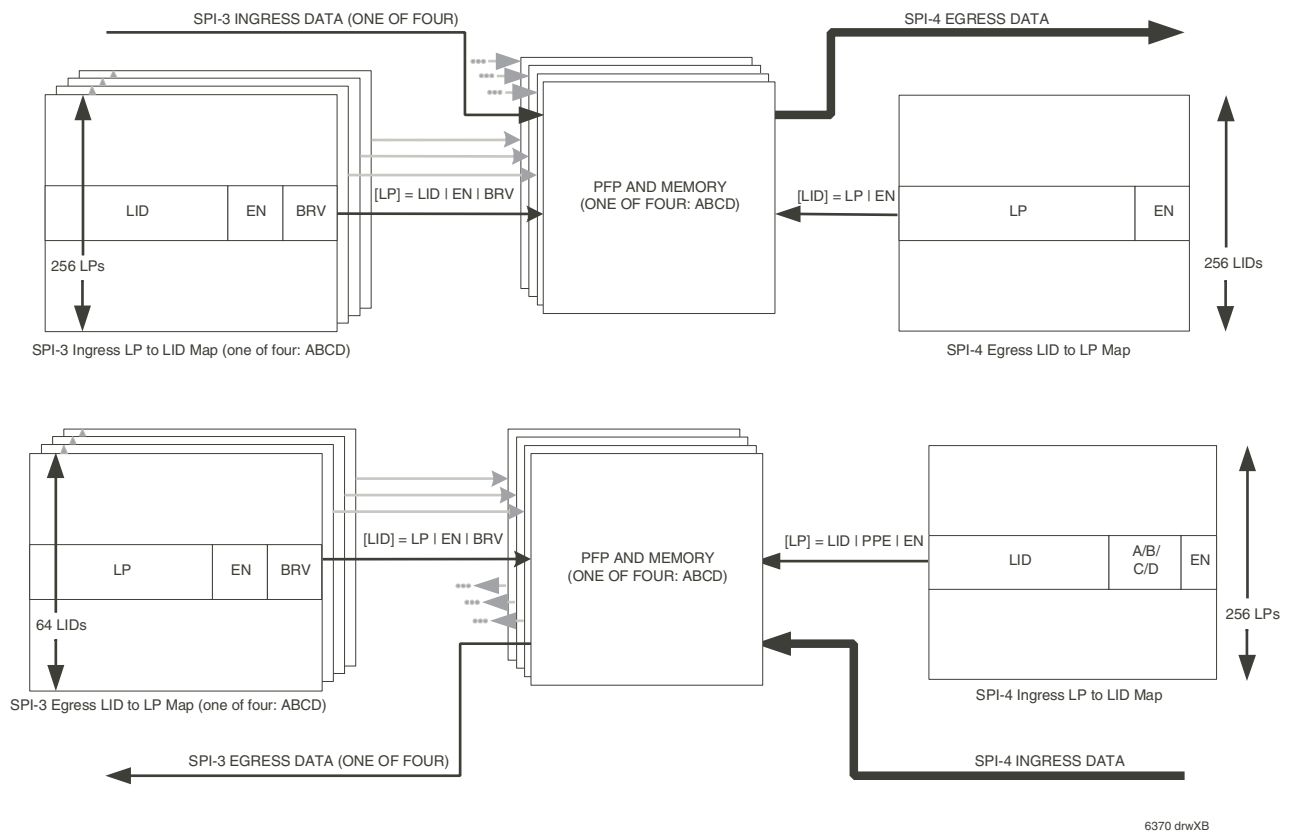 SPI-3 INGRESS DATA (ONE OF FOUR)
SPI-4 EGRESS DATA
[LP] = LID | EN | BRV
PFP AND MEMORY
(ONE OF FOUR: ABCD)
[LID] = LP | EN
LID EN BRV
LP EN
256 LPs
256 LIDs
SPI-3 Ingress LP to LID Map (one of four: ABCD)
SPI-4 Egress LID to LP Map
[LID] = LP | EN | BRV
PFP AND MEMORY
(ONE OF FOUR: ABCD)
[LP] = LID | PPE | EN
LP EN BRV
LID A/B/
C/D EN
64 LIDs
256 LPs
SPI-3 Egress LID to LP Map (one of four: ABCD)
SPI-4 Ingress LP to LID Map
SPI-3 EGRESS DATA (ONE OF FOUR)
SPI-4 INGRESS DATA
6370 drwXB